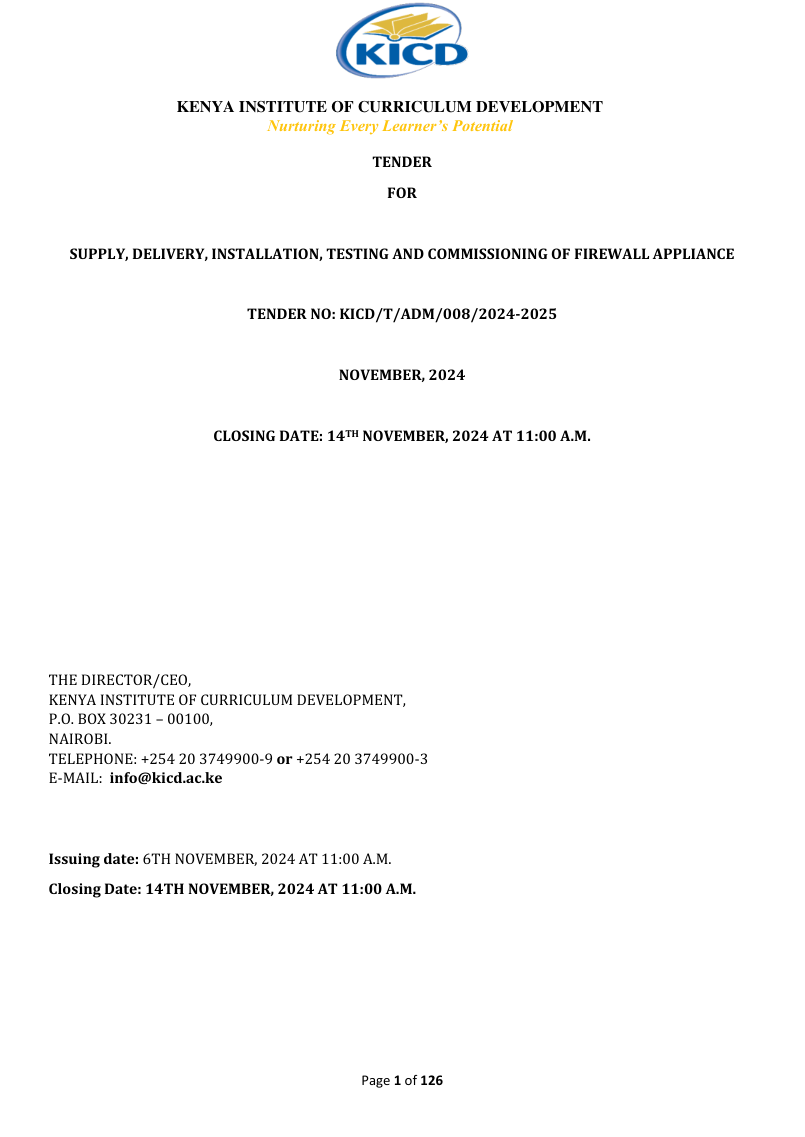 KICD
KENYA INSTITUTE OF CURRICULUM DEVELOPMENT
Nurturing Every Learner's Potential
TENDER
FOR
SUPPLY, DELIVERY, INSTALLATION, TESTING AND COMMISSIONING OF FIREWALL APPLIANCE
TENDER NO: KICD/T/ADM/008/2024-2025
NOVEMBER, 2024
CLOSING DATE: 14TH NOVEMBER, 2024 AT 11:00 A.M.
THE DIRECTOR/CEO,
KENYA INSTITUTE OF CURRICULUM DEVELOPMENT,
P.O. BOX 30231 – 00100,
NAIROBI.
TELEPHONE: +254 20 3749900-9 or +254 20 3749900-3
E-MAIL: info@kicd.ac.ke
Issuing date: 6TH NOVEMBER, 2024 AT 11:00 A.M.
Closing Date: 14TH NOVEMBER, 2024 AT 11:00 A.M.
Page 1 of 126